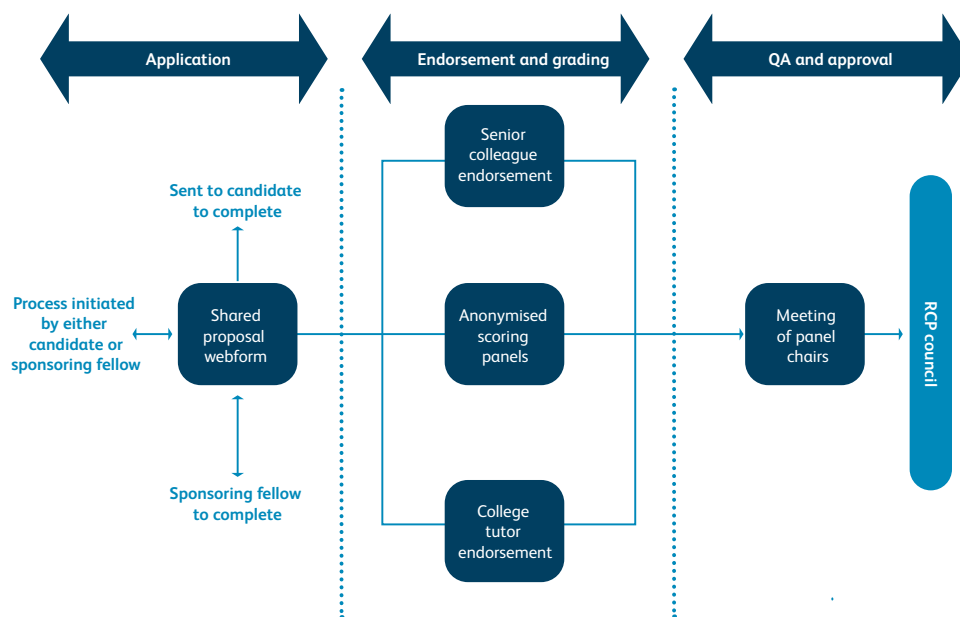 Application
Endorsement and grading
QA and approval
Sent to candidate
to complete
Process initiated
by either
candidate or
sponsoring fellow
Shared
proposal
webform
Sponsoring fellow
to complete
Senior
colleague
endorsement
Anonymised
scoring
panels
College
tutor
endorsement
Meeting
of panel
chairs
RCP council